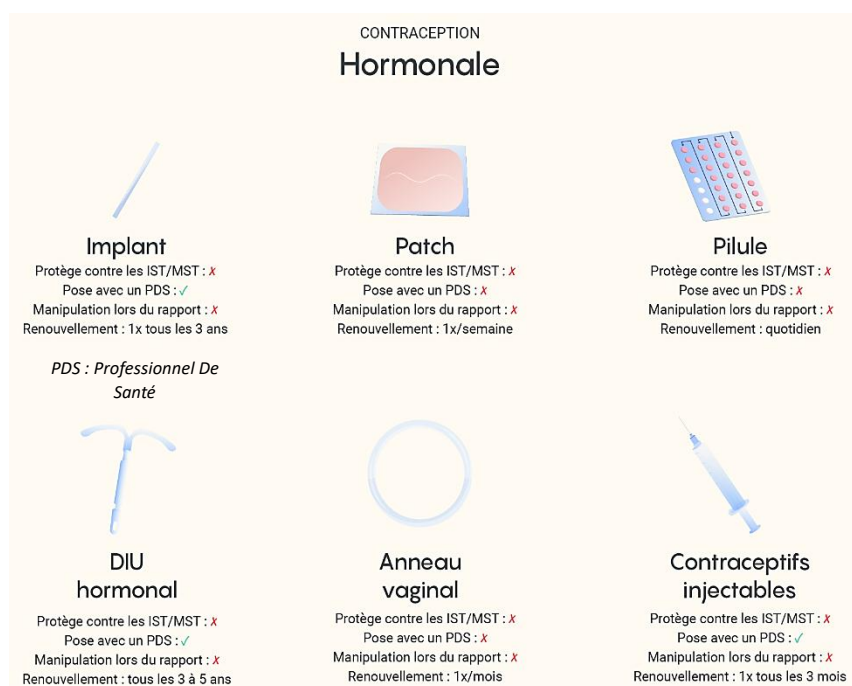 CONTRACEPTION
Hormonale
Implant
Protège contre les IST/MST : ✗
Pose avec un PDS : ✓
Manipulation lors du rapport : ✗
Renouvellement : 1x tous les 3 ans
PDS : Professionnel De
Santé
Patch
Protège contre les IST/MST : ✗
Pose avec un PDS : ✗
Manipulation lors du rapport : ✗
Renouvellement : 1x/semaine
Pilule
Protège contre les IST/MST : ✗
Pose avec un PDS : ✗
Manipulation lors du rapport : ✗
Renouvellement : quotidien
DIU
hormonal
Protège contre les IST/MST : ✗
Pose avec un PDS : ✓
Manipulation lors du rapport : ✗
Renouvellement : tous les 3 à 5 ans
Anneau
vaginal
Protège contre les IST/MST : ✗
Pose avec un PDS : ✗
Manipulation lors du rapport : ✗
Renouvellement : 1x/mois
Contraceptifs
injectables
Protège contre les IST/MST : ✗
Pose avec un PDS : ✓
Manipulation lors du rapport : ✗
Renouvellement : 1x tous les 3 mois